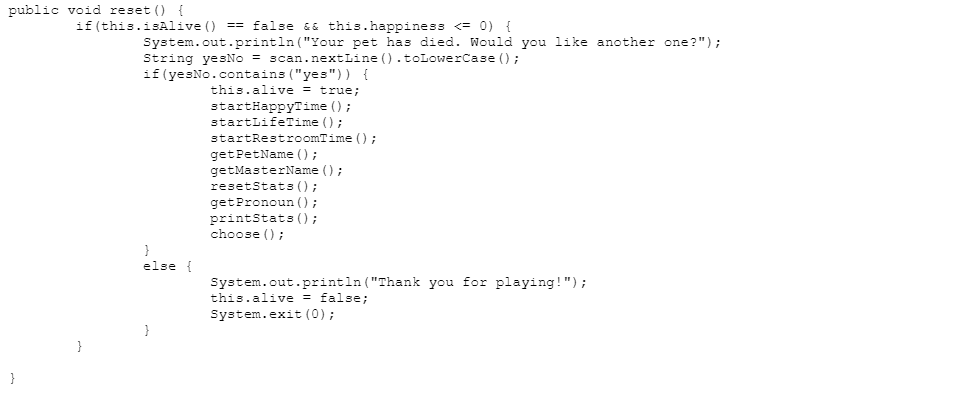 public void reset() {
if(this.isAlive() == false && this.happiness <= 0) {
System.out.println("Your pet has died. Would you like another one?");
String yesNo = scan.nextLine().toLowerCase();
if(yesNo.contains("yes")) {
this.alive = true;
startHappyTime();
startLifeTime();
startRestroomTime();
getPetName();
getMasterName();
resetStats();
getPronoun();
printStats();
choose();
}
else {
System.out.println("Thank you for playing!");
this.alive = false;
System.exit(0);
}
}
}